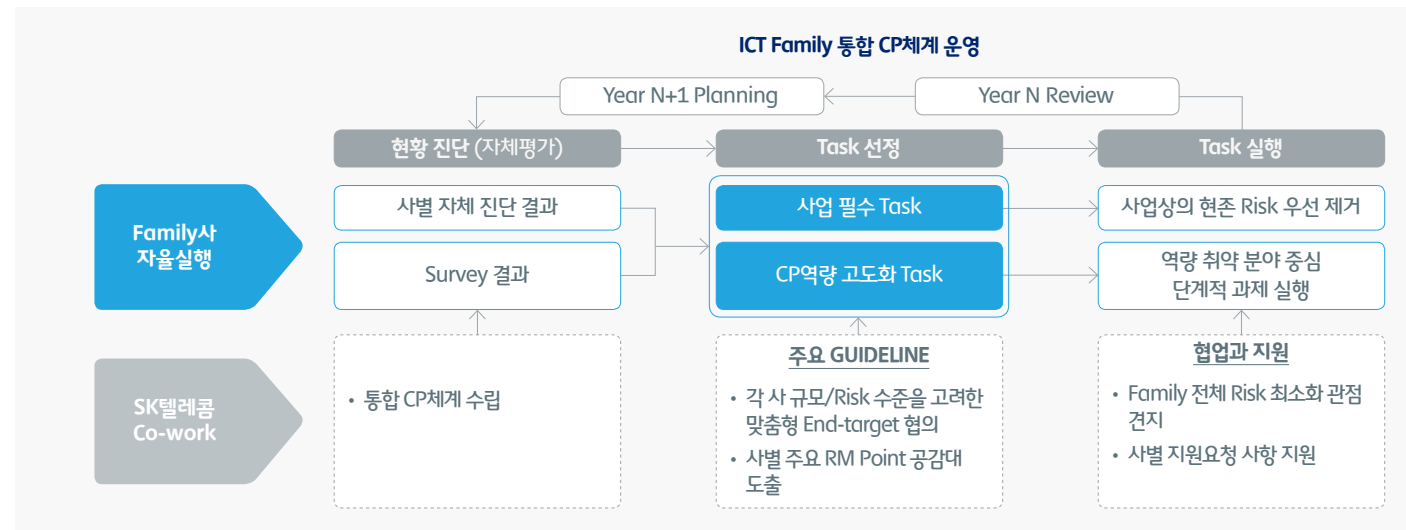 ICT Family 통합 CP체계 운영
Year N+1 Planning
Year N Review
현황 진단 (자체평가)
Task 선정
Task 실행
Family사
자율실행
사별 자체 진단 결과
Survey 결과
사업 필수 Task
CP역량 고도화 Task
사업상의 현존 Risk 우선 제거
역량 취약 분야 중심
단계적 과제 실행
SK텔레콤
Co-work
• 통합 CP체계 수립
주요 GUIDELINE
• 각 사 규모/Risk 수준을 고려한
맞춤형 End-target 협의
• 사별 주요 RM Point 공감대
도출
협업과 지원
• Family 전체 Risk 최소화 관점
견지
• 사별 지원요청 사항 지원